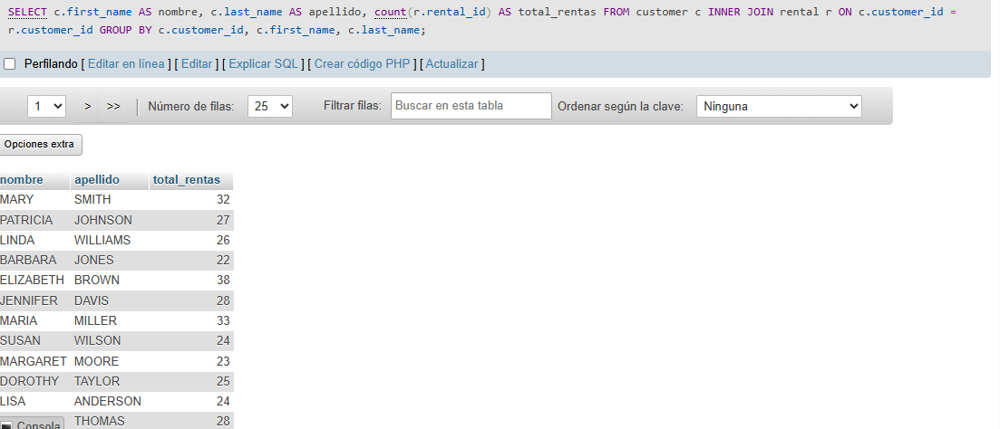 SELECT c.first_name AS nombre, c.last_name AS apellido, count(r.rental_id) AS total_rentas FROM customer c INNER JOIN rental r ON c.customer_id =
r.customer_id GROUP BY c.customer_id, c.first_name, c.last_name;
Perfilando [ Editar en línea ] [ Editar ] [ Explicar SQL ] [ Crear código PHP ] [ Actualizar ]
1 > >> | Número de filas: 25 Filtrar filas: Buscar en esta tabla Ordenar según la clave: Ninguna
Opciones extra
nombre apellido total_rentas
MARY SMITH 32
PATRICIA JOHNSON 27
LINDA WILLIAMS 26
BARBARA JONES 22
ELIZABETH BROWN 38
JENNIFER DAVIS 28
MARIA MILLER 33
SUSAN WILSON 24
MARGARET MOORE 23
DOROTHY TAYLOR 25
LISA ANDERSON 24
Consola THOMAS 28